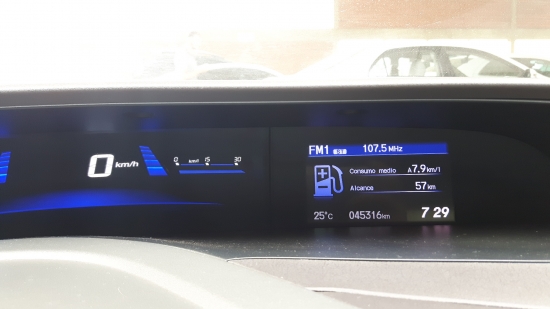 0 km/h
0 km/l 15 30
FM1 S1 107.5 MHz
Consumo medio A 7.9 km/l
Alcance 57 km
25°C 045316 km 7 29